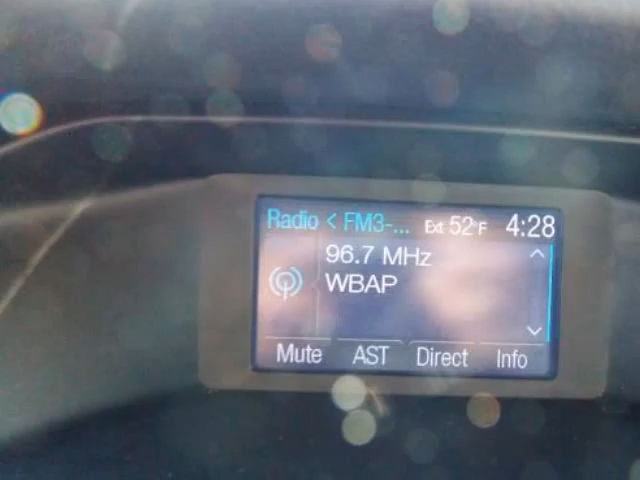 Radio < FM3-... Ext 52°F 4:28
96.7 MHz
WBAP
Mute AST Direct Info